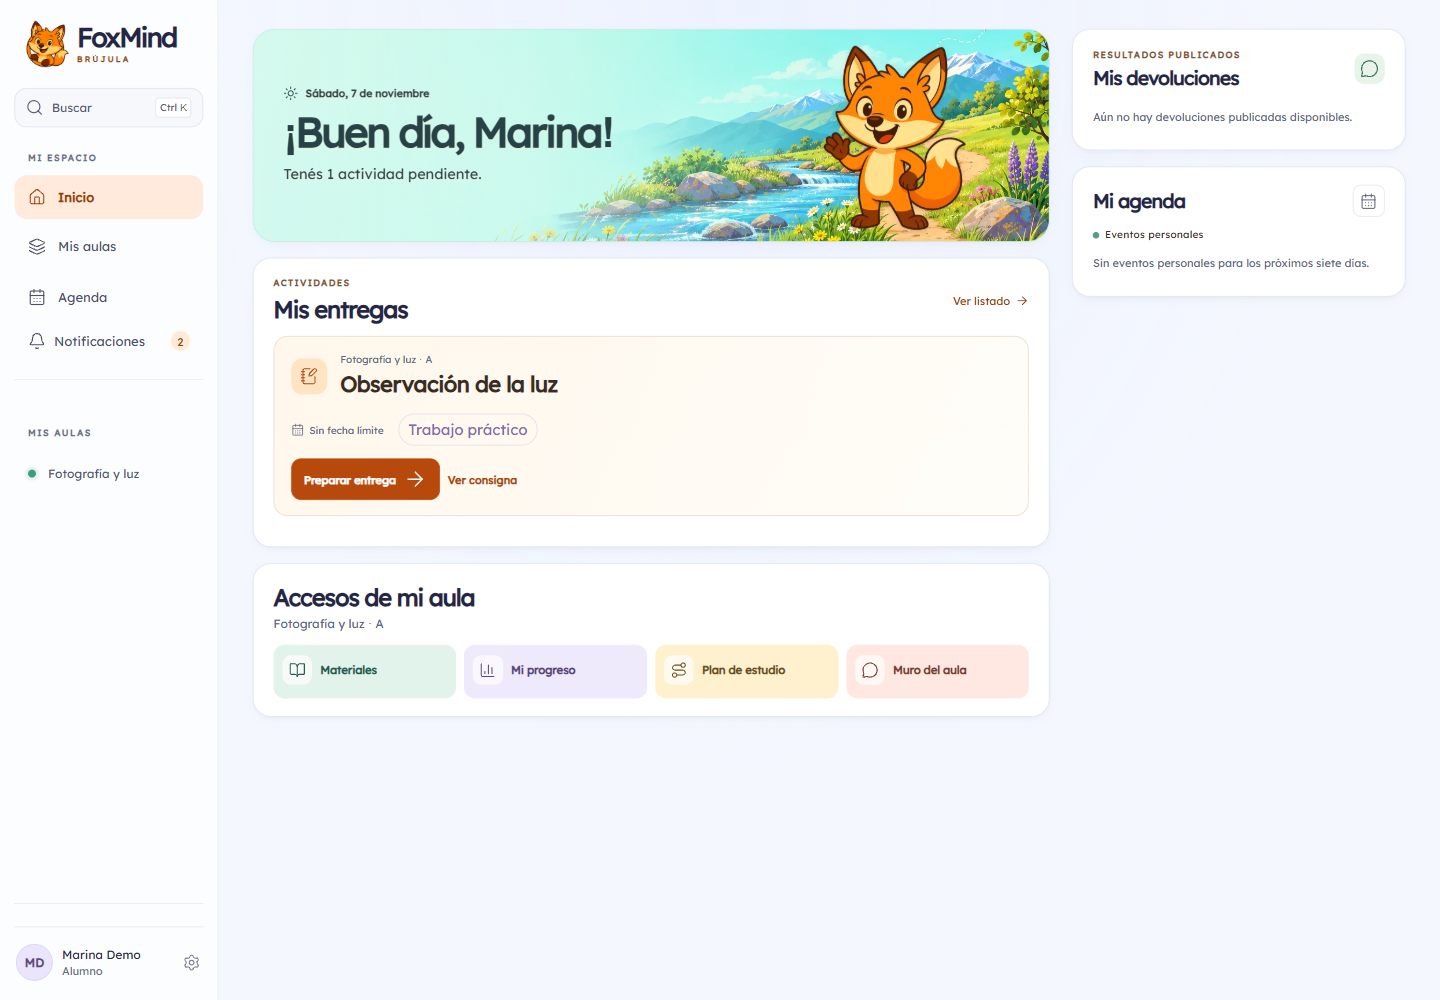 FoxMind
BRÚJULA
Buscar
Ctrl K
MI ESPACIO
Inicio
Mis aulas
Agenda
Notificaciones
2
MIS AULAS
Fotografía y luz
MD
Marina Demo
Alumno
Sábado, 7 de noviembre
¡Buen día, Marina!
Tenés 1 actividad pendiente.
ACTIVIDADES
Mis entregas
Ver listado
Fotografía y luz · A
Observación de la luz
Sin fecha límite
Trabajo práctico
Preparar entrega
Ver consigna
Accesos de mi aula
Fotografía y luz · A
Materiales
Mi progreso
Plan de estudio
Muro del aula
RESULTADOS PUBLICADOS
Mis devoluciones
Aún no hay devoluciones publicadas disponibles.
Mi agenda
Eventos personales
Sin eventos personales para los próximos siete días.